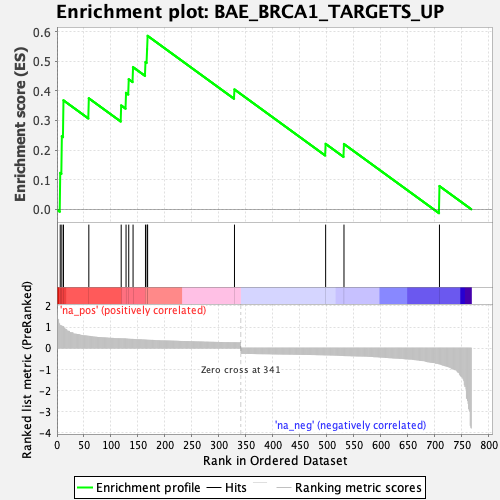 Enrichment plot: BAE_BRCA1_TARGETS_UP
Enrichment score (ES)
0.6
0.5
0.4
0.3
0.2
0.1
0.0
'na_pos' (positively correlated)
Ranked list metric (PreRanked)
2
1
0
-1
-2
-3
-4
Zero cross at 341
'na_neg' (negatively correlated)
0 50 100 150 200 250 300 350 400 450 500 550 600 650 700 750 800
Rank in Ordered Dataset
Enrichment profile Hits Ranking metric scores